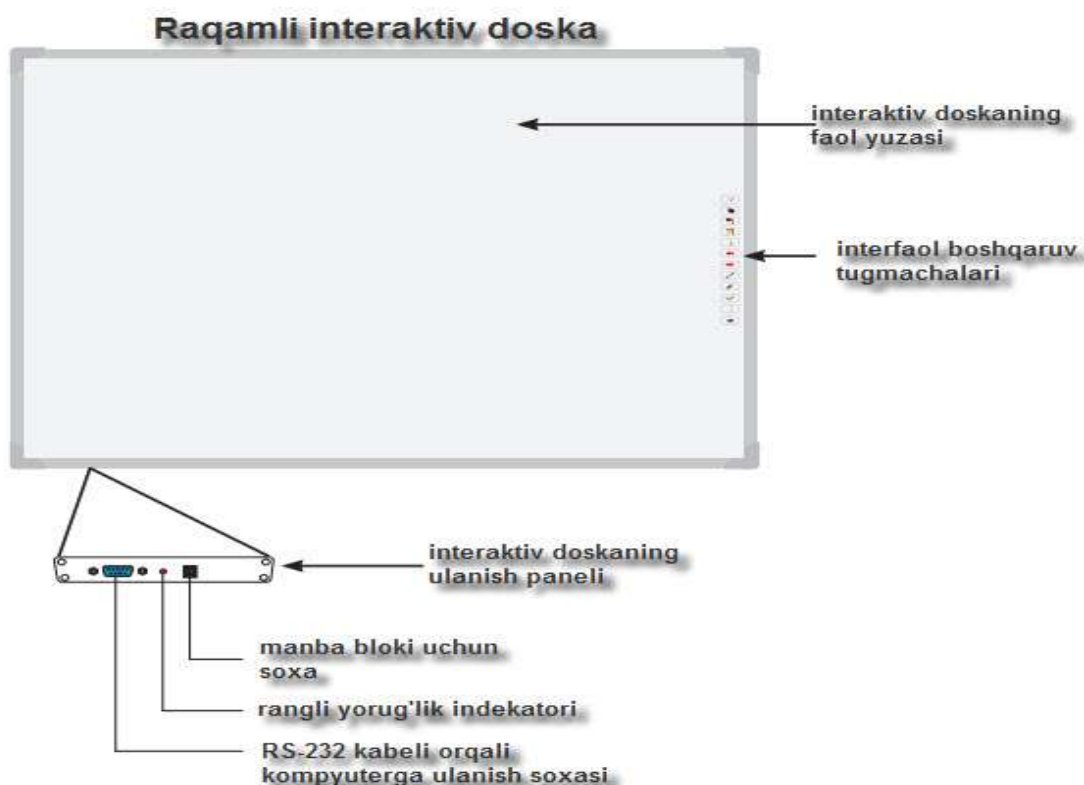 Raqamli interaktiv doska
interaktiv doskaning
faol yuzasi
interfaol boshqaruv
tugmachalari
interaktiv doskaning
ulanish paneli
manba bloki uchun
soxa
rangli yorug'lik indekatori
RS-232 kabeli orqali
kompyuterga ulanish soxasi